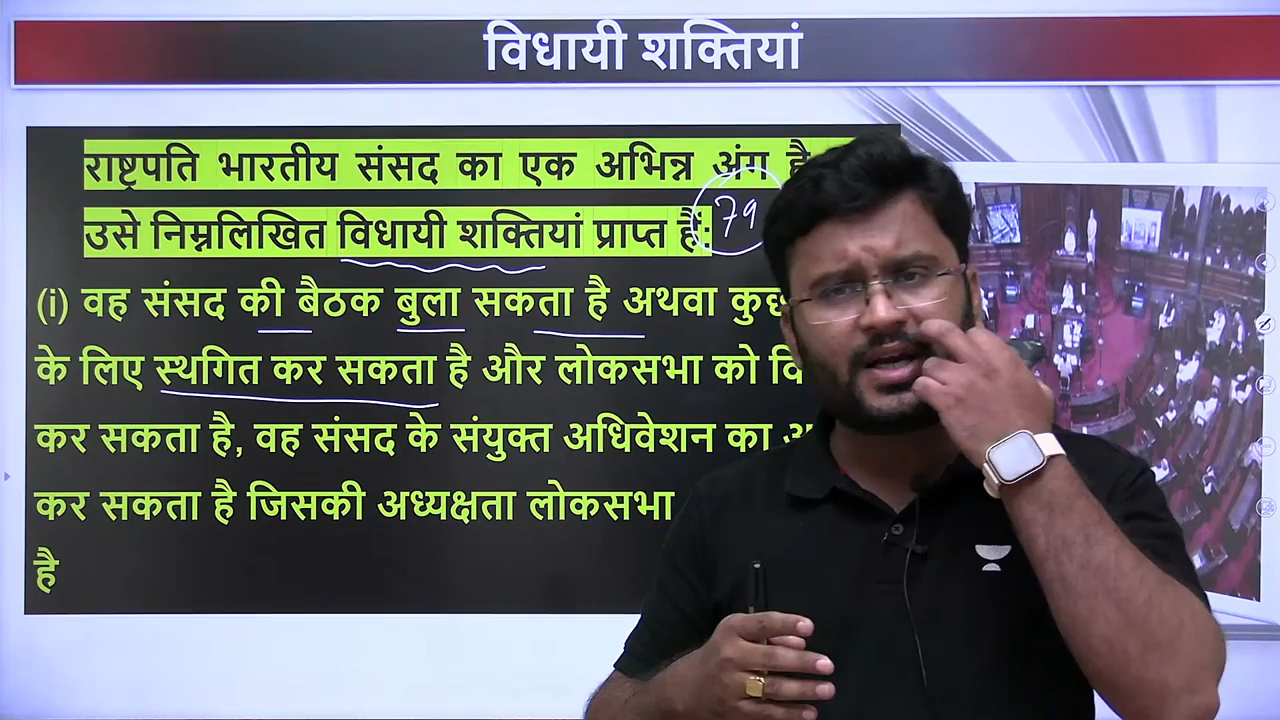 विधायी शक्तियां
राष्ट्रपति भारतीय संसद का एक अभिन्न अंग है
उसे निम्नलिखित विधायी शक्तियां प्राप्त हैं:
79
(i) वह संसद की बैठक बुला सकता है अथवा
के लिए स्थगित कर सकता है और लोकसभा को
कर सकता है, वह संसद के संयुक्त अधिवेशन का
कर सकता है जिसकी अध्यक्षता लोकसभा
है